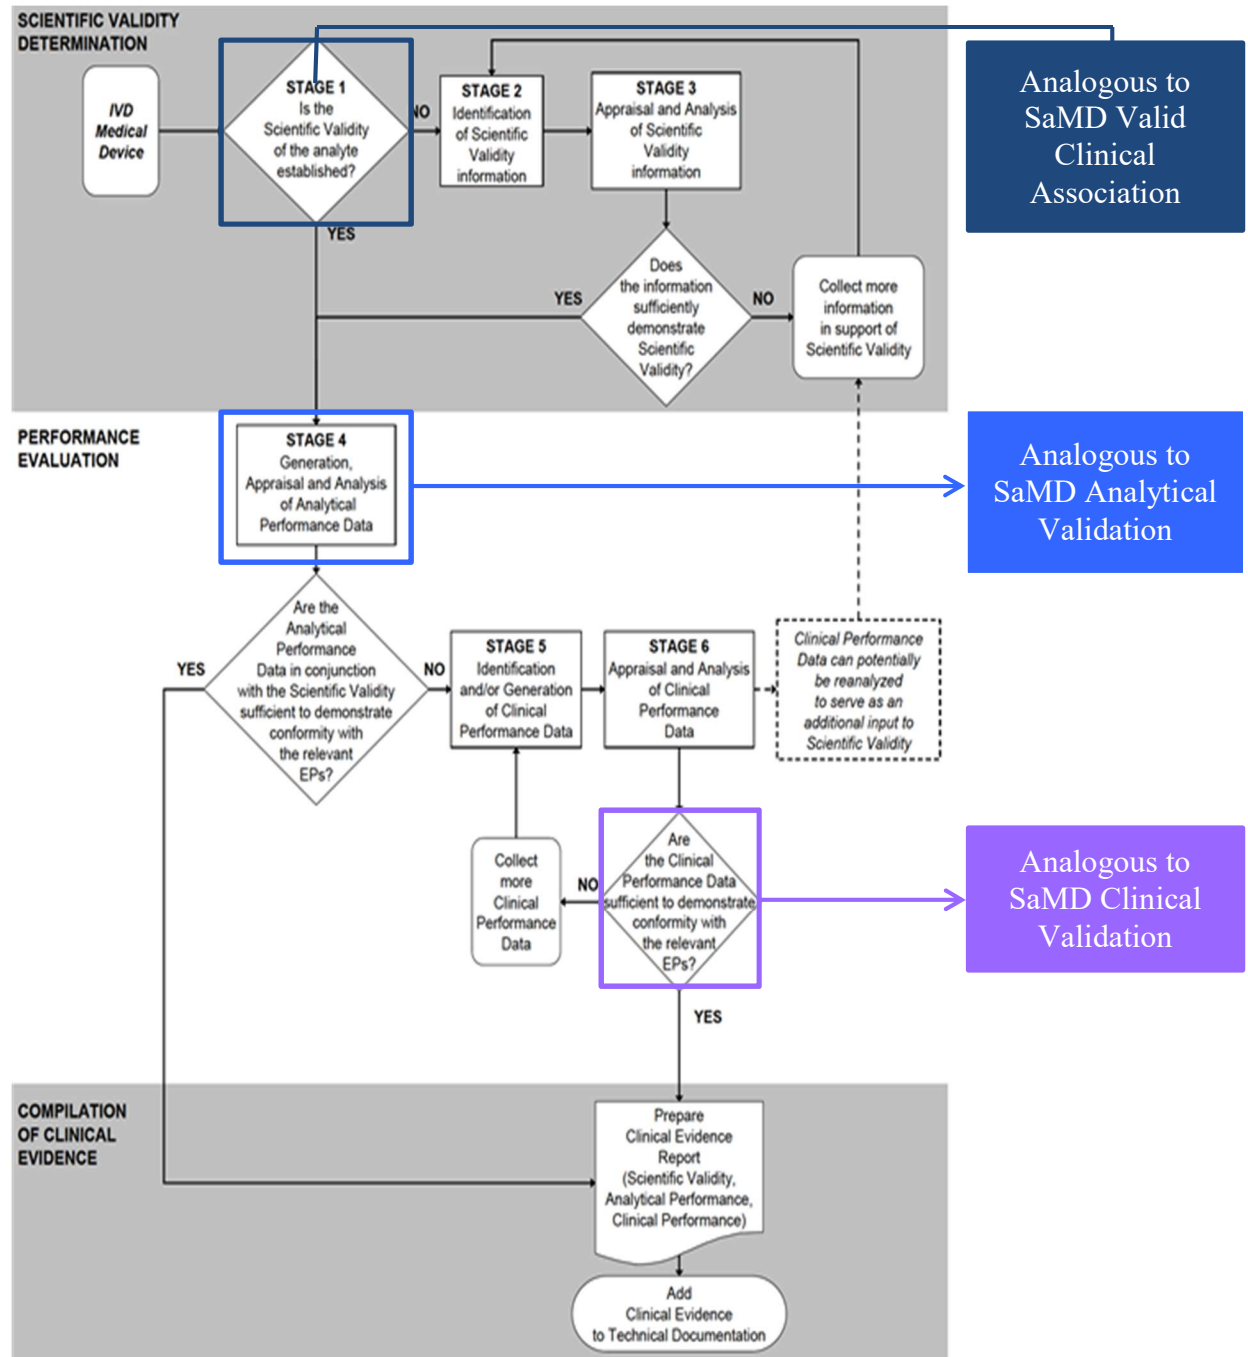 SCIENTIFIC VALIDITY
DETERMINATION
IVD
Medical
Device
STAGE 1
Is the
Scientific Validity
of the analyte
established?
NO
YES
STAGE 2
Identification
of Scientific
Validity
information
STAGE 3
Appraisal and Analysis
of Scientific
Validity
information
Analogous to
SaMD Valid
Clinical
Association
Does
the information
sufficiently
demonstrate
Scientific
Validity?
YES
NO
Collect more
information
in support of
Scientific Validity
PERFORMANCE
EVALUATION
STAGE 4
Generation,
Appraisal and Analysis
of Analytical
Performance Data
Analogous to
SaMD Analytical
Validation
Are the
Analytical
Performance
Data in conjunction
with the Scientific Validity
sufficient to demonstrate
conformity with
the relevant
EPs?
YES
NO
STAGE 5
Identification
and/or Generation
of Clinical
Performance Data
STAGE 6
Appraisal and Analysis
of Clinical
Performance
Data
Clinical Performance
Data can potentially
be reanalyzed
to serve as an
additional input to
Scientific Validity
Collect
more
Clinical
Performance
Data
NO
Are
the Clinical
Performance Data
sufficient to demonstrate
conformity with
the relevant
EPs?
YES
Analogous to
SaMD Clinical
Validation
COMPILATION
OF CLINICAL
EVIDENCE
Prepare
Clinical Evidence
Report
(Scientific Validity,
Analytical Performance,
Clinical Performance)
Add
Clinical Evidence
to Technical Documentation